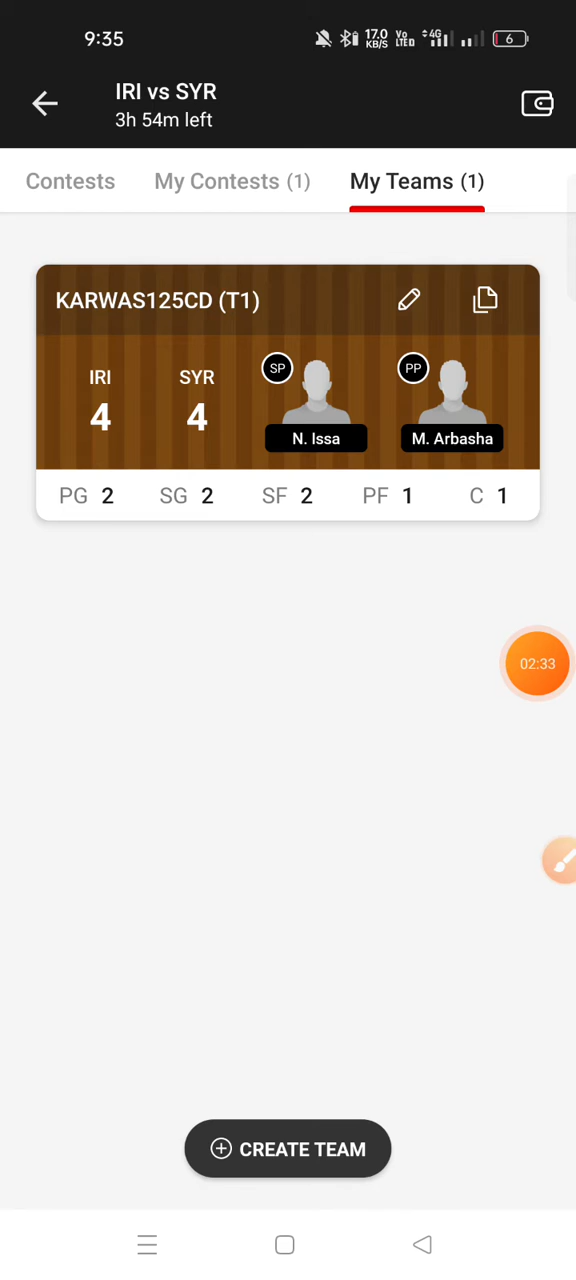 9:35 17.0 KB/S Vo LTE 4G 6
IRI vs SYR
3h 54m left
Contests My Contests (1) My Teams (1)
KARWAS125CD (T1)
IRI SYR SP PP
4 4
N. Issa M. Arbasha
PG 2 SG 2 SF 2 PF 1 C 1
02:33
CREATE TEAM